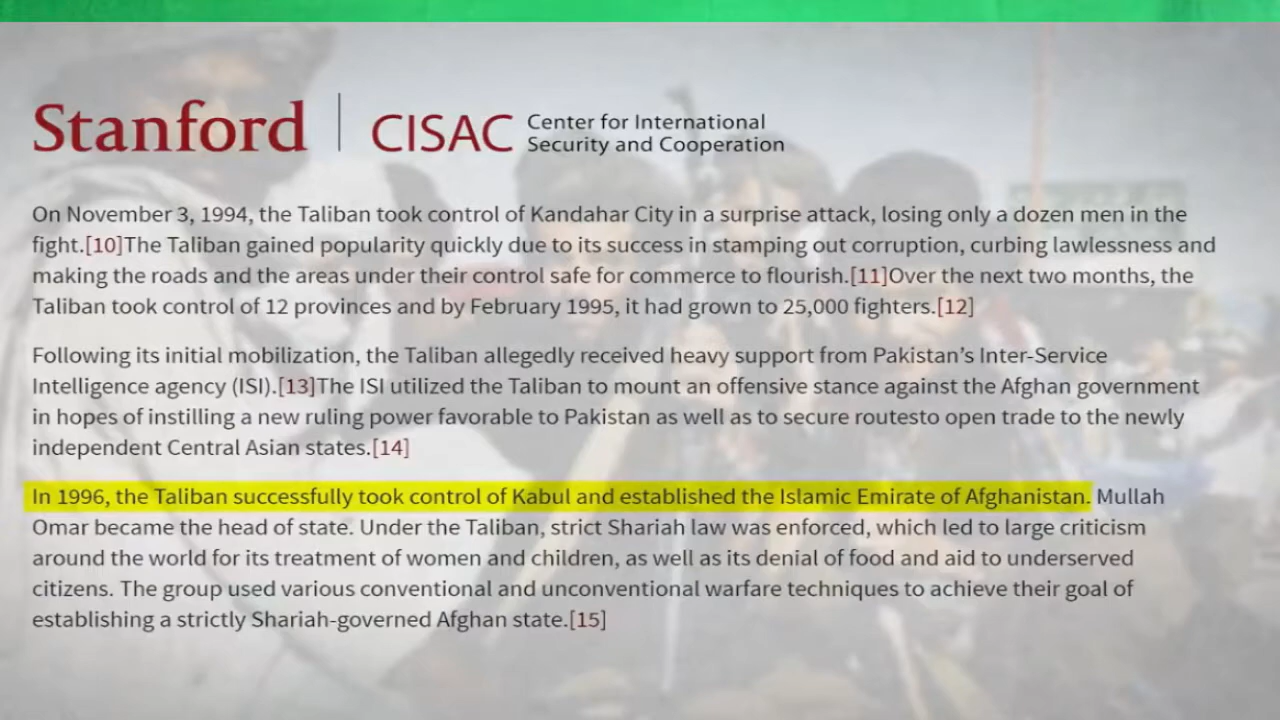 Stanford
CISAC
Center for International
Security and Cooperation
On November 3, 1994, the Taliban took control of Kandahar City in a surprise attack, losing only a dozen men in the
fight.[10]The Taliban gained popularity quickly due to its success in stamping out corruption, curbing lawlessness and
making the roads and the areas under their control safe for commerce to flourish.[11]Over the next two months, the
Taliban took control of 12 provinces and by February 1995, it had grown to 25,000 fighters.[12]
Following its initial mobilization, the Taliban allegedly received heavy support from Pakistan’s Inter-Service
Intelligence agency (ISI).[13]The ISI utilized the Taliban to mount an offensive stance against the Afghan government
in hopes of instilling a new ruling power favorable to Pakistan as well as to secure routesto open trade to the newly
independent Central Asian states.[14]
In 1996, the Taliban successfully took control of Kabul and established the Islamic Emirate of Afghanistan. Mullah
Omar became the head of state. Under the Taliban, strict Shariah law was enforced, which led to large criticism
around the world for its treatment of women and children, as well as its denial of food and aid to underserved
citizens. The group used various conventional and unconventional warfare techniques to achieve their goal of
establishing a strictly Shariah-governed Afghan state.[15]